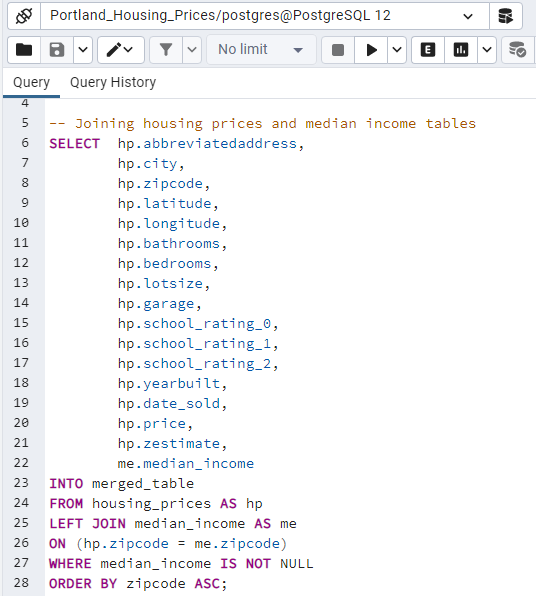 Portland_Housing_Prices/postgres@PostgreSQL 12
No limit
E
Query Query History
4
5 -- Joining housing prices and median income tables
6 SELECT hp.abbreviatedaddress,
7 hp.city,
8 hp.zipcode,
9 hp.latitude,
10 hp.longitude,
11 hp.bathrooms,
12 hp.bedrooms,
13 hp.lotsize,
14 hp.garage,
15 hp.school_rating_0,
16 hp.school_rating_1,
17 hp.school_rating_2,
18 hp.yearbuilt,
19 hp.date_sold,
20 hp.price,
21 hp.zestimate,
22 me.median_income
23 INTO merged_table
24 FROM housing_prices AS hp
25 LEFT JOIN median_income AS me
26 ON (hp.zipcode = me.zipcode)
27 WHERE median_income IS NOT NULL
28 ORDER BY zipcode ASC;